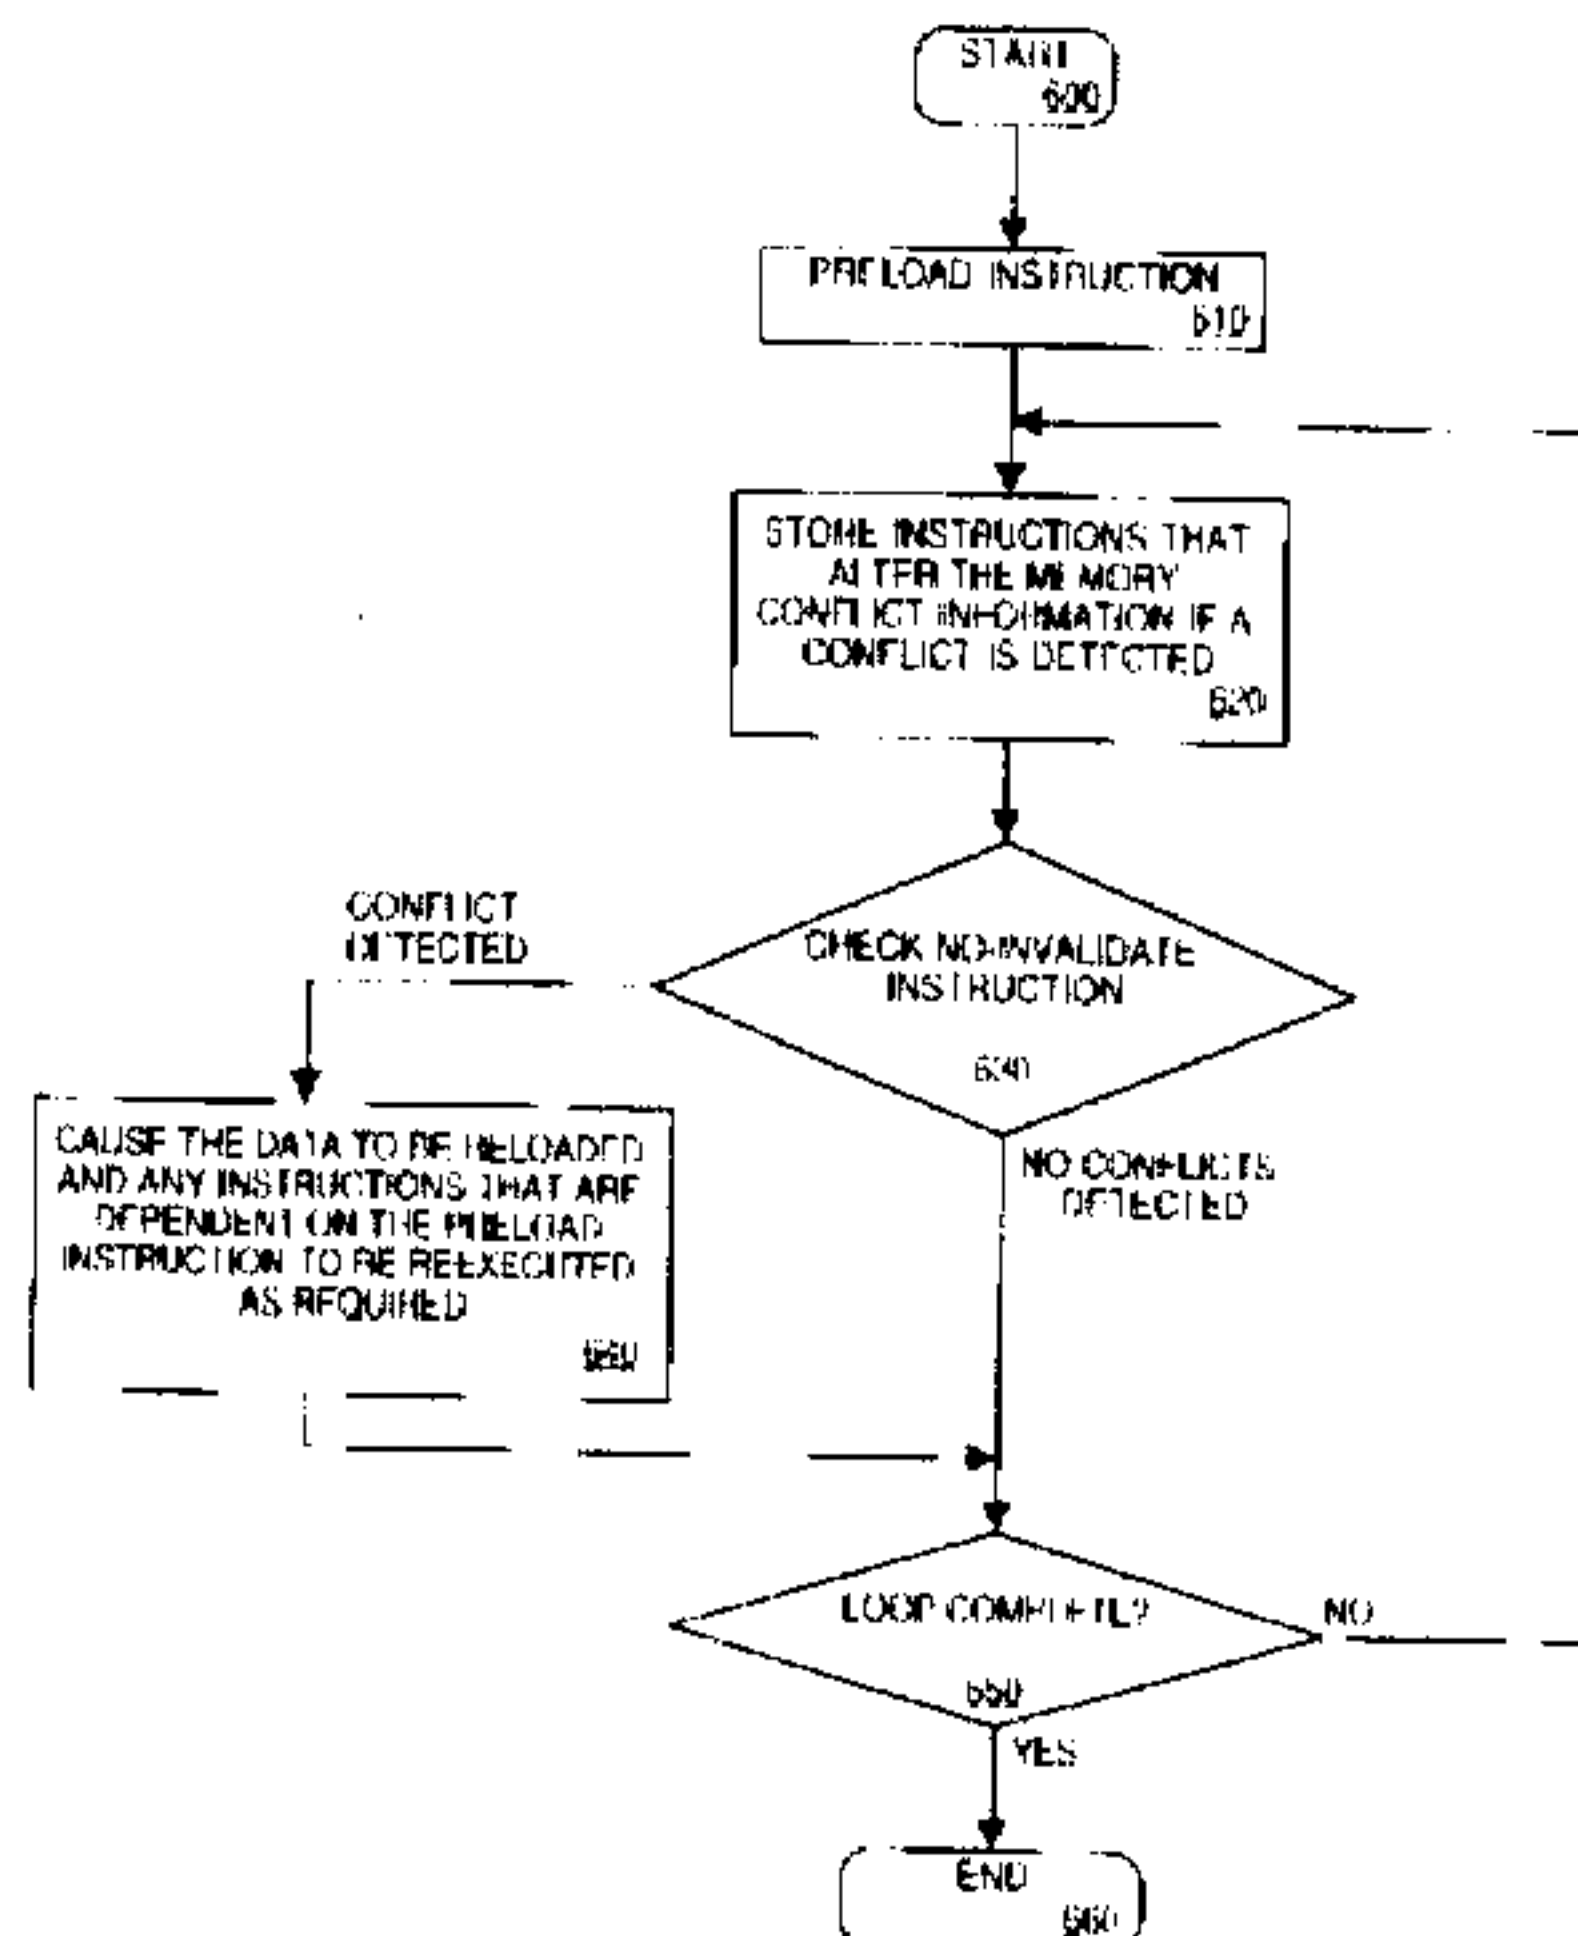 START
600
PRELOAD INSTRUCTION
610
STORE INSTRUCTIONS THAT
ALTER THE MEMORY
CONFLICT INFORMATION IF A
CONFLICT IS DETECTED
620
CONFLICT
DETECTED
CHECK NO-INVALIDATE
INSTRUCTION
CAUSE THE DATA TO BE RELOADED
AND ANY INSTRUCTIONS THAT ARE
DEPENDENT ON THE PRELOAD
INSTRUCTION TO BE RE-EXECUTED
AS REQUIRED
NO CONFLICTS
DETECTED
LOOP COMPLETE?
650
NO
YES
END
660